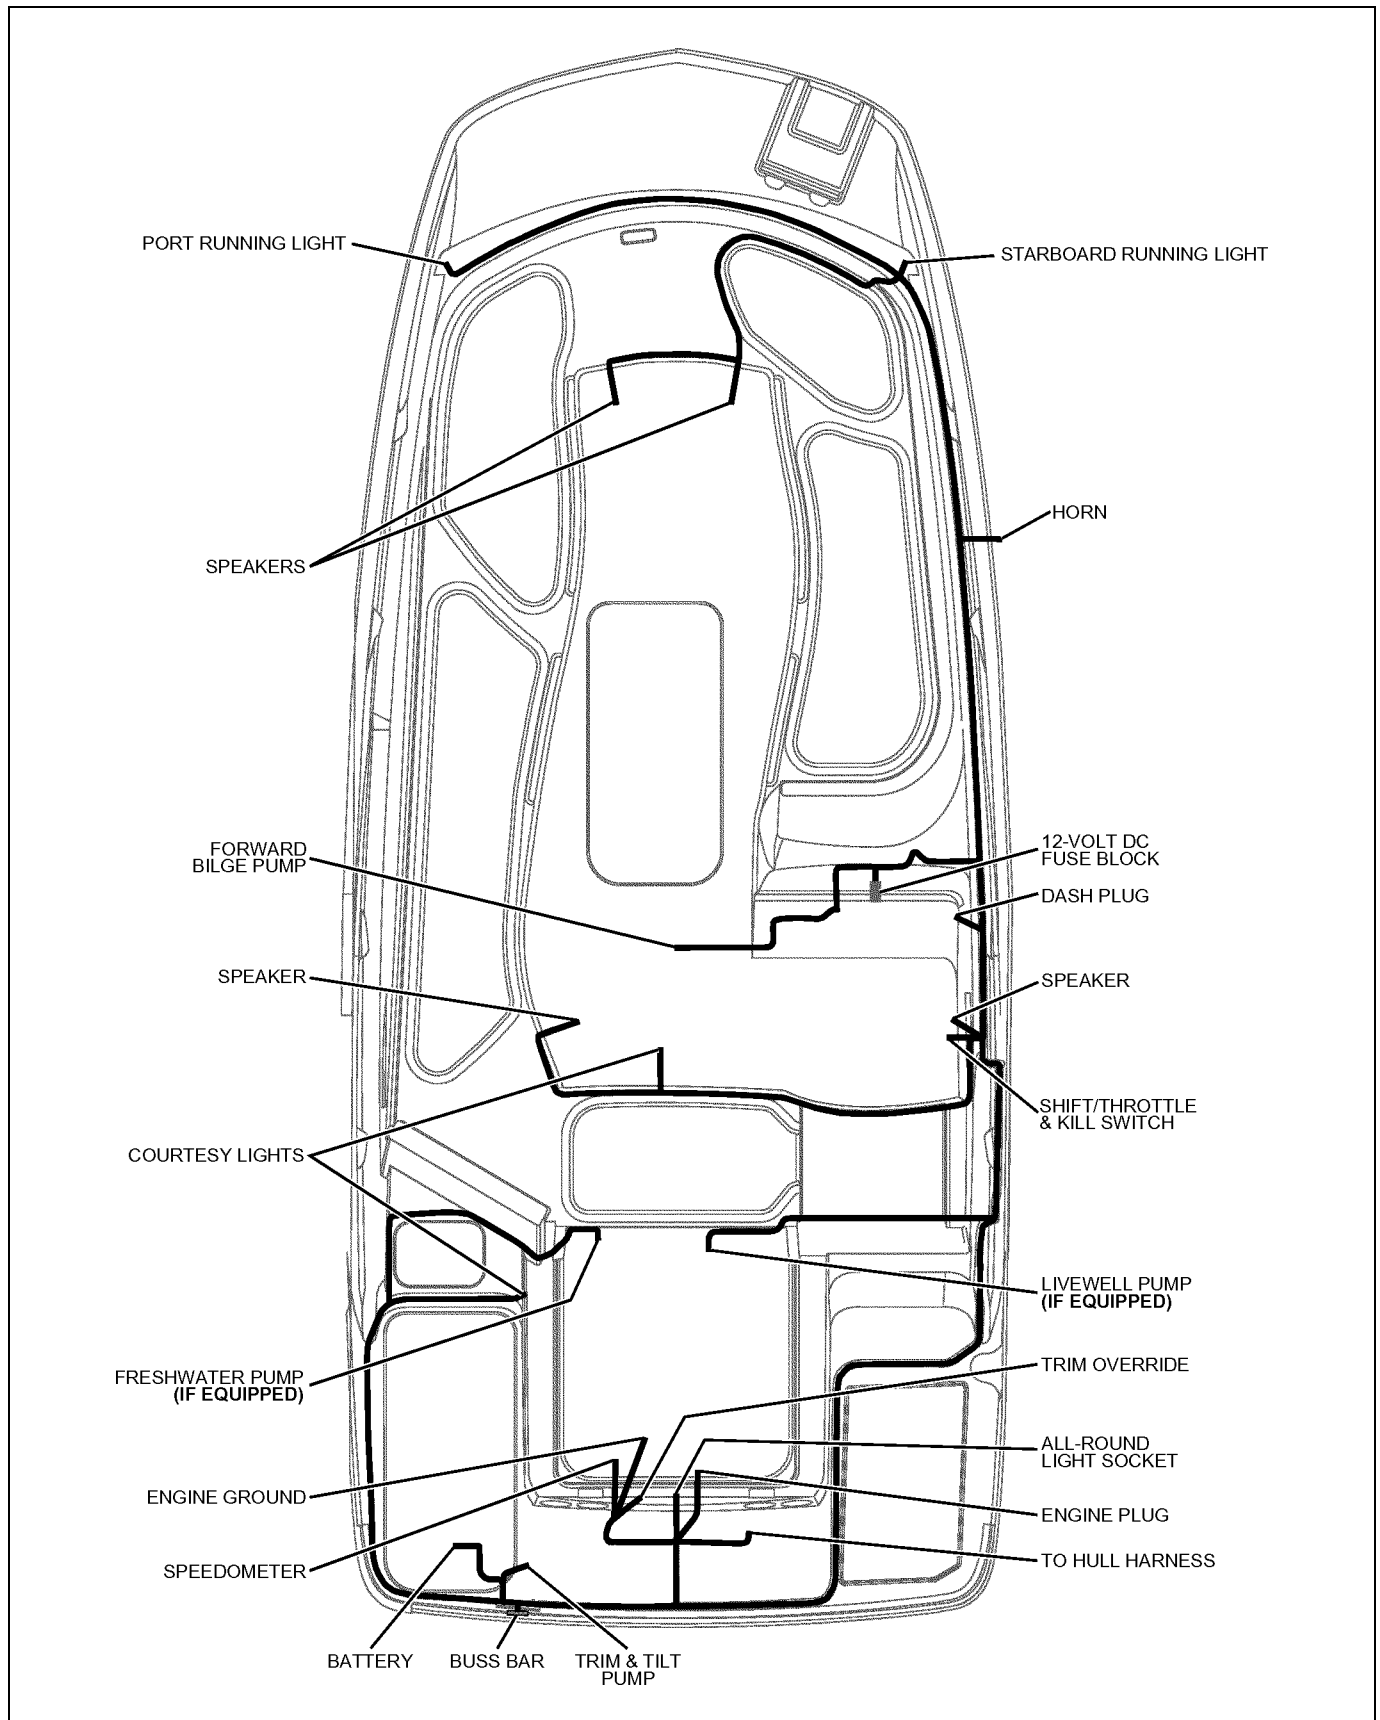 PORT RUNNING LIGHT
STARBOARD RUNNING LIGHT
HORN
SPEAKERS
12-VOLT DC
FUSE BLOCK
FORWARD
BILGE PUMP
DASH PLUG
SPEAKER
SPEAKER
SHIFT/THROTTLE
& KILL SWITCH
COURTESY LIGHTS
LIVEWELL PUMP
(IF EQUIPPED)
TRIM OVERRIDE
FRESHWATER PUMP
(IF EQUIPPED)
ALL-ROUND
LIGHT SOCKET
ENGINE GROUND
ENGINE PLUG
TO HULL HARNESS
SPEEDOMETER
BATTERY
BUSS BAR
TRIM & TILT
PUMP